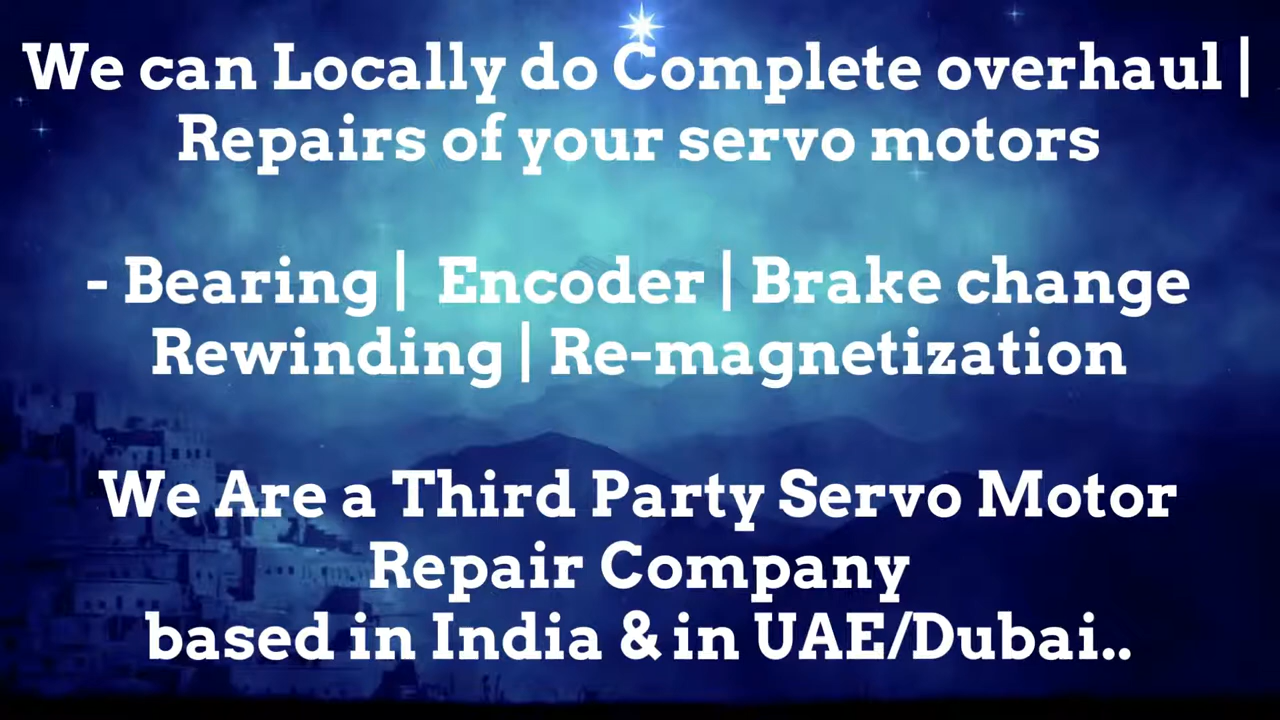 We can Locally do Complete overhaul |
Repairs of your servo motors
- Bearing | Encoder | Brake change
Rewinding | Re-magnetization
We Are a Third Party Servo Motor
Repair Company
based in India & in UAE/Dubai..